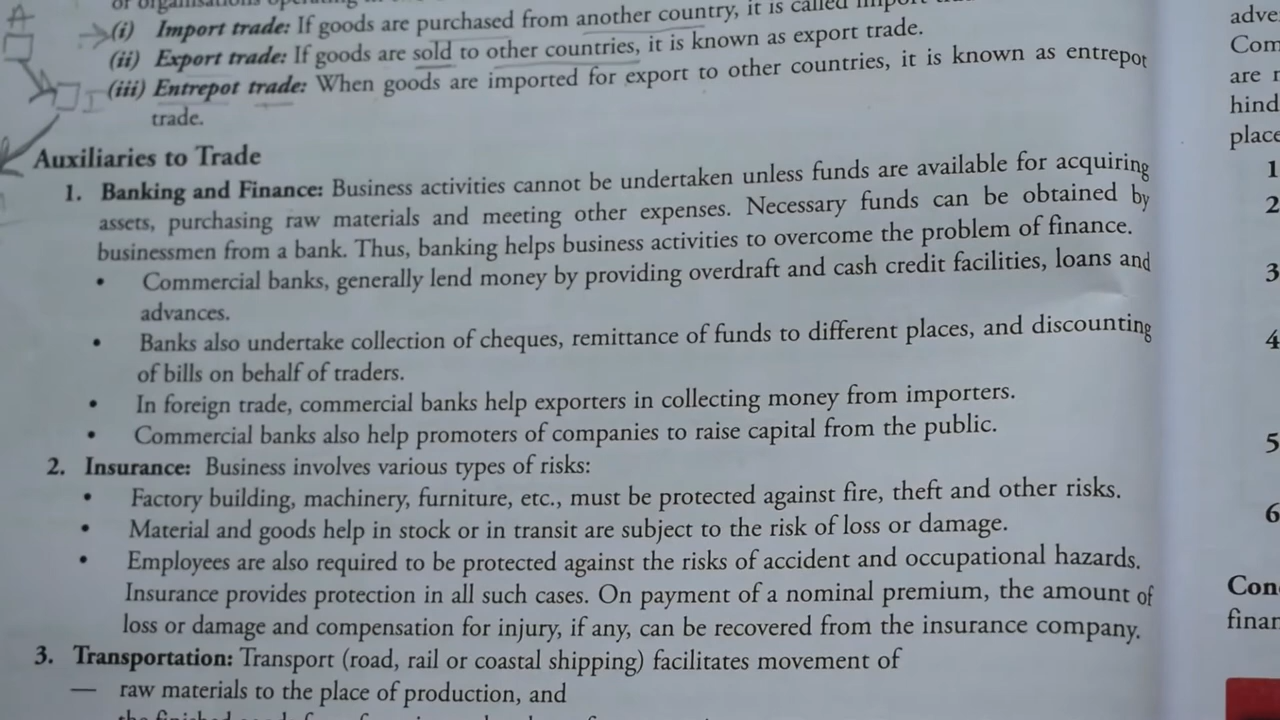 (i) Import trade: If goods are purchased from another country, it is called
(ii) Export trade: If goods are sold to other countries, it is known as export trade.
(iii) Entrepot trade: When goods are imported for export to other countries, it is known as entrepot
trade.
Auxiliaries to Trade
1. Banking and Finance: Business activities cannot be undertaken unless funds are available for acquiring
assets, purchasing raw materials and meeting other expenses. Necessary funds can be obtained by
businessmen from a bank. Thus, banking helps business activities to overcome the problem of finance.
• Commercial banks, generally lend money by providing overdraft and cash credit facilities, loans and
advances.
• Banks also undertake collection of cheques, remittance of funds to different places, and discounting
of bills on behalf of traders.
• In foreign trade, commercial banks help exporters in collecting money from importers.
• Commercial banks also help promoters of companies to raise capital from the public.
2. Insurance: Business involves various types of risks:
• Factory building, machinery, furniture, etc., must be protected against fire, theft and other risks.
• Material and goods help in stock or in transit are subject to the risk of loss or damage.
• Employees are also required to be protected against the risks of accident and occupational hazards.
Insurance provides protection in all such cases. On payment of a nominal premium, the amount of
loss or damage and compensation for injury, if any, can be recovered from the insurance company.
3. Transportation: Transport (road, rail or coastal shipping) facilitates movement of
— raw materials to the place of production, and
adve
Com
are
hind
place
1
2
3
4
5
6
Con
finan